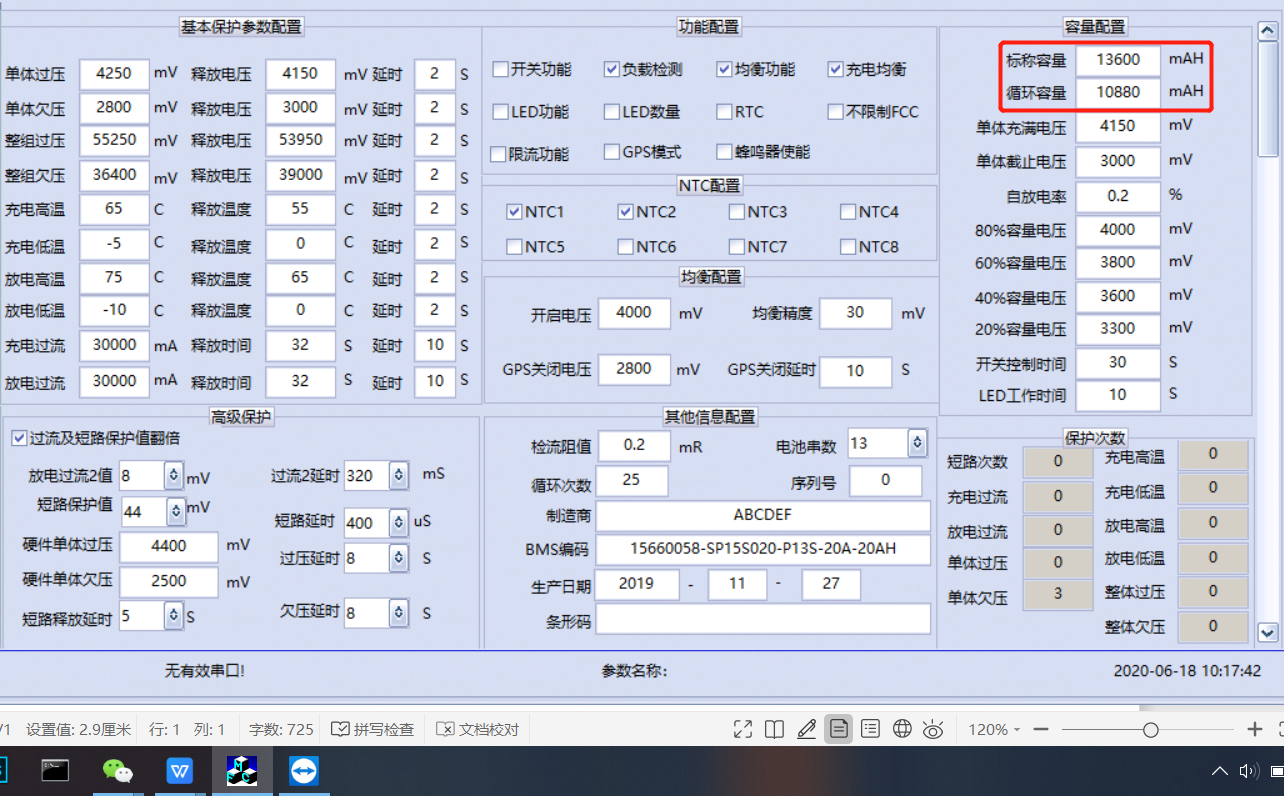 基本保护参数配置
单体过压 4250 mV 释放电压 4150 mV 延时 2 S
单体欠压 2800 mV 释放电压 3000 mV 延时 2 S
整组过压 55250 mV 释放电压 53950 mV 延时 2 S
整组欠压 36400 mV 释放电压 39000 mV 延时 2 S
充电高温 65 C 释放温度 55 C 延时 2 S
充电低温 -5 C 释放温度 0 C 延时 2 S
放电高温 75 C 释放温度 65 C 延时 2 S
放电低温 -10 C 释放温度 0 C 延时 2 S
充电过流 30000 mA 释放时间 32 S 延时 10 S
放电过流 30000 mA 释放时间 32 S 延时 10 S
功能配置
开关功能 负载检测 均衡功能 充电均衡
LED功能 LED数量 RTC 不限制FCC
限流功能 GPS模式 蜂鸣器使能
NTC配置
NTC1 NTC2 NTC3 NTC4
NTC5 NTC6 NTC7 NTC8
均衡配置
开启电压 4000 mV 均衡精度 30 mV
GPS关闭电压 2800 mV GPS关闭延时 10 S
容量配置
标称容量 13600 mAH
循环容量 10880 mAH
单体充满电压 4150 mV
单体截止电压 3000 mV
自放电率 0.2 %
80%容量电压 4000 mV
60%容量电压 3800 mV
40%容量电压 3600 mV
20%容量电压 3300 mV
开关控制时间 30 S
LED工作时间 10 S
高级保护
过流及短路保护值翻倍
放电过流2值 8 mV 过流2延时 320 mS
短路保护值 44 mV 短路延时 400 uS
硬件单体过压 4400 mV 过压延时 8 S
硬件单体欠压 2500 mV
短路释放延时 5 S 欠压延时 8 S
其他信息配置
检流阻值 0.2 mR 电池串数 13
循环次数 25 序列号 0
制造商 ABCDEF
BMS编码 15660058-SP15S020-P13S-20A-20AH
生产日期 2019 - 11 - 27
条形码
保护次数
短路次数 0 充电高温 0
充电过流 0 充电低温 0
放电过流 0 放电高温 0
单体过压 0 放电低温 0
单体欠压 3 整体过压 0
整体欠压 0
无有效串口! 参数名称: 2020-06-18 10:17:42
/1 设置值: 2.9厘米 行: 1 列: 1 字数: 725 拼写检查 文档校对 120%